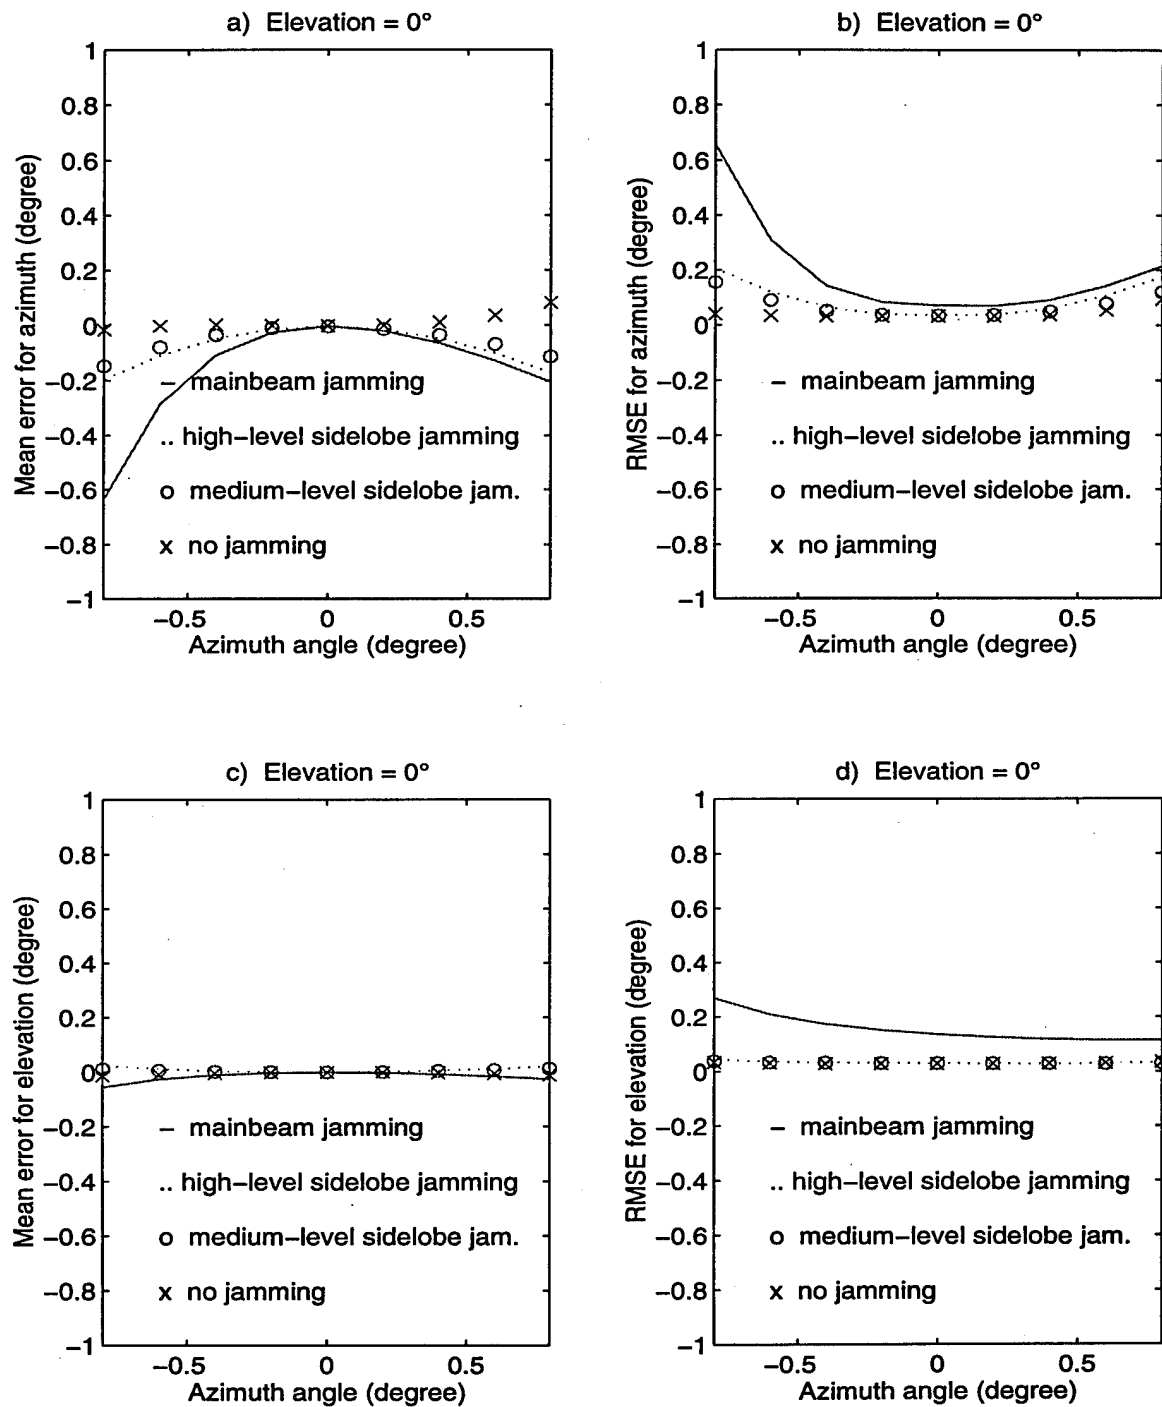 a) Elevation = 0°
1
0.8
0.6
0.4
0.2
0
−0.2
−0.4
−0.6
−0.8
−1
Mean error for azimuth (degree)
– mainbeam jamming
.. high–level sidelobe jamming
o medium–level sidelobe jam.
x no jamming
−0.5 0 0.5
Azimuth angle (degree)
b) Elevation = 0°
1
0.8
0.6
0.4
0.2
0
−0.2
−0.4
−0.6
−0.8
−1
RMSE for azimuth (degree)
– mainbeam jamming
.. high–level sidelobe jamming
o medium–level sidelobe jam.
x no jamming
−0.5 0 0.5
Azimuth angle (degree)
c) Elevation = 0°
1
0.8
0.6
0.4
0.2
0
−0.2
−0.4
−0.6
−0.8
−1
Mean error for elevation (degree)
– mainbeam jamming
.. high–level sidelobe jamming
o medium–level sidelobe jam.
x no jamming
−0.5 0 0.5
Azimuth angle (degree)
d) Elevation = 0°
1
0.8
0.6
0.4
0.2
0
−0.2
−0.4
−0.6
−0.8
−1
RMSE for elevation (degree)
– mainbeam jamming
.. high–level sidelobe jamming
o medium–level sidelobe jam.
x no jamming
−0.5 0 0.5
Azimuth angle (degree)